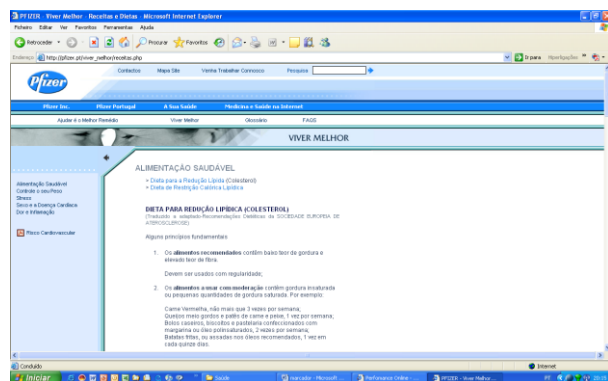 PFIZER - Viver Melhor - Receitas e Dietas - Microsoft Internet Explorer
Ficheiro Editar Ver Favoritos Ferramentas Ajuda
Retroceder Procurar Favoritos
Endereço http://pfizer.pt/viver_melhor/receitas.php Ir para Hiperligações
Contactos Mapa Site Venha Trabalhar Connosco Pesquisa
Pfizer
Pfizer Inc. Pfizer Portugal A Sua Saúde Medicina e Saúde na Internet
Ajudar é o Melhor Remédio Viver Melhor Glossário FAQS
VIVER MELHOR
ALIMENTAÇÃO SAUDÁVEL
» Dieta para a Redução Lípida (Colesterol)
» Dieta de Restrição Calórica Lipídica
Alimentação Saudável
Controle o seu Peso
Stress
Sexo e a Doença Cardíaca
Dor e Inflamação
Risco Cardiovascular
DIETA PARA REDUÇÃO LIPÍDICA (COLESTEROL)
(Traduzido e adaptado-Recomendações Dietéticas da SOCIEDADE EUROPEIA DE
ATEROSCLEROSE)
Alguns princípios fundamentais
1. Os alimentos recomendados contêm baixo teor de gordura e
elevado teor de fibra.
Devem ser usados com regularidade;
2. Os alimentos a usar com moderação contêm gordura insaturada
ou pequenas quantidades de gordura saturada. Por exemplo:
Carne Vermelha, não mais que 3 vezes por semana;
Queijos meio gordos e patês de carne e peixe, 1 vez por semana;
Bolos caseiros, biscoitos e pastelaria confeccionados com
margarina ou óleo polinsaturados, 2 vezes por semana;
Batatas fritas, ou assadas nos óleos recomendados, 1 vez em
cada quinze dias.
Concluído Internet
Iniciar Saúde Marcador - Microsoft ... Performance Online - ... PFIZER - Viver Melhor... PT